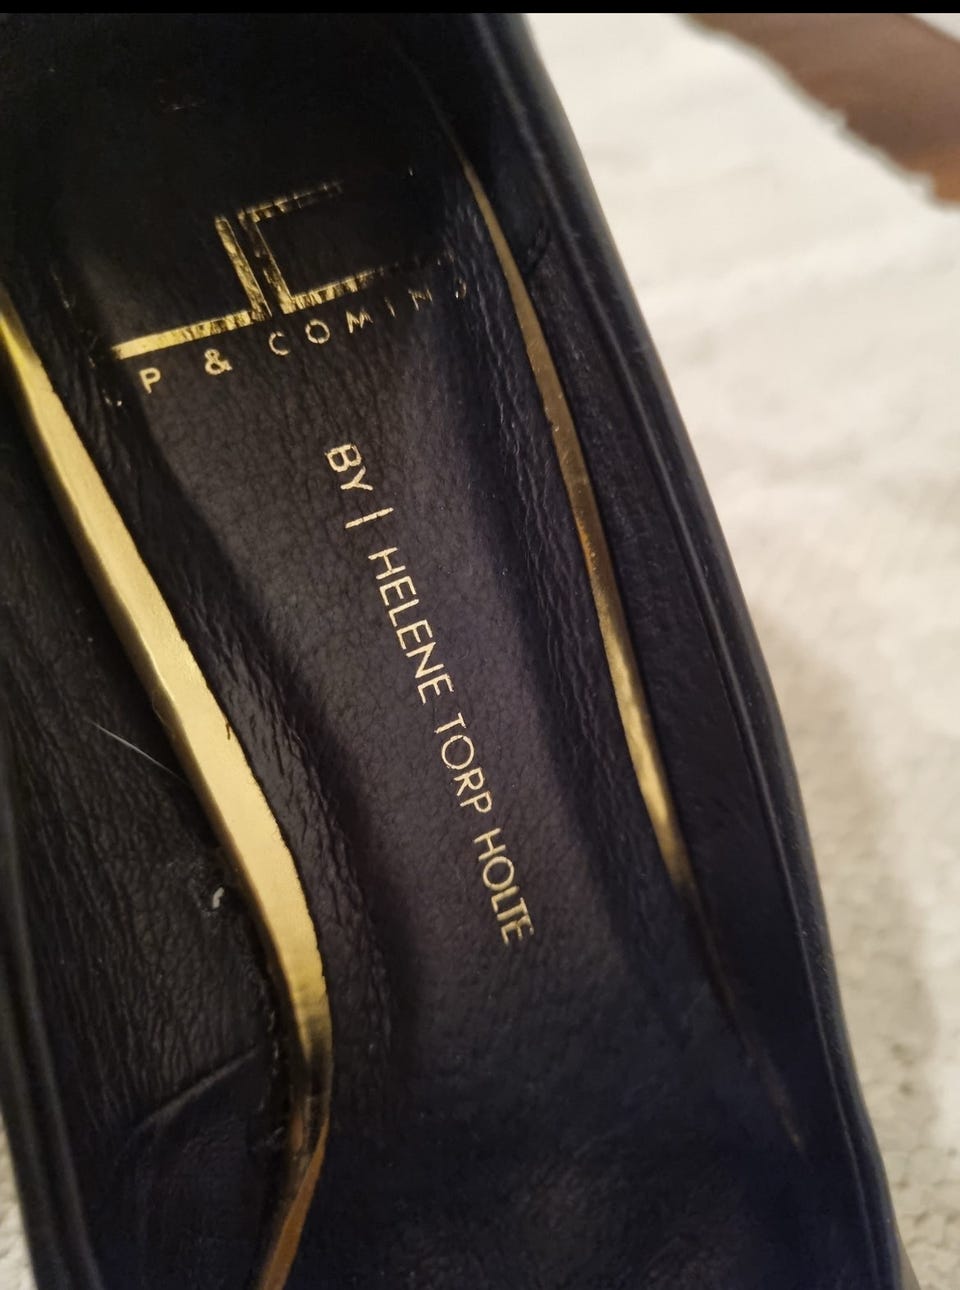 P & COMIN
BY | HELENE TORP HOLTE